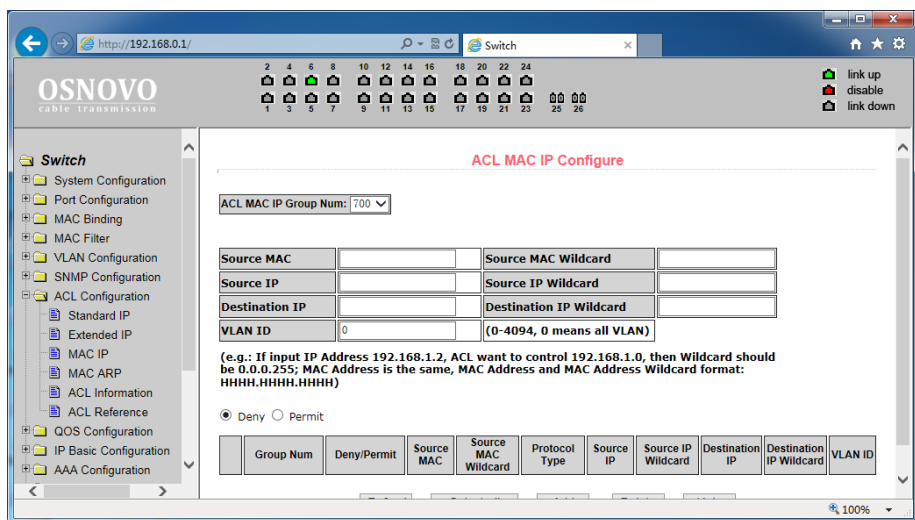 http://192.168.0.1/
Switch
OSNOVO
cable transmission
2 4 6 8 10 12 14 16 18 20 22 24
1 3 5 7 9 11 13 15 17 19 21 23 25 26
link up
disable
link down
Switch
System Configuration
Port Configuration
MAC Binding
MAC Filter
VLAN Configuration
SNMP Configuration
ACL Configuration
Standard IP
Extended IP
MAC IP
MAC ARP
ACL Information
ACL Reference
QOS Configuration
IP Basic Configuration
AAA Configuration
ACL MAC IP Configure
ACL MAC IP Group Num: 700
Source MAC Source MAC Wildcard
Source IP Source IP Wildcard
Destination IP Destination IP Wildcard
VLAN ID 0 (0-4094, 0 means all VLAN)
(e.g.: If input IP Address 192.168.1.2, ACL want to control 192.168.1.0, then Wildcard should
be 0.0.0.255; MAC Address is the same, MAC Address and MAC Address Wildcard format:
HHHH.HHHH.HHHH)
Deny Permit
Group Num Deny/Permit Source MAC Source MAC Wildcard Protocol Type Source IP Source IP Wildcard Destination IP Destination IP Wildcard VLAN ID
100%